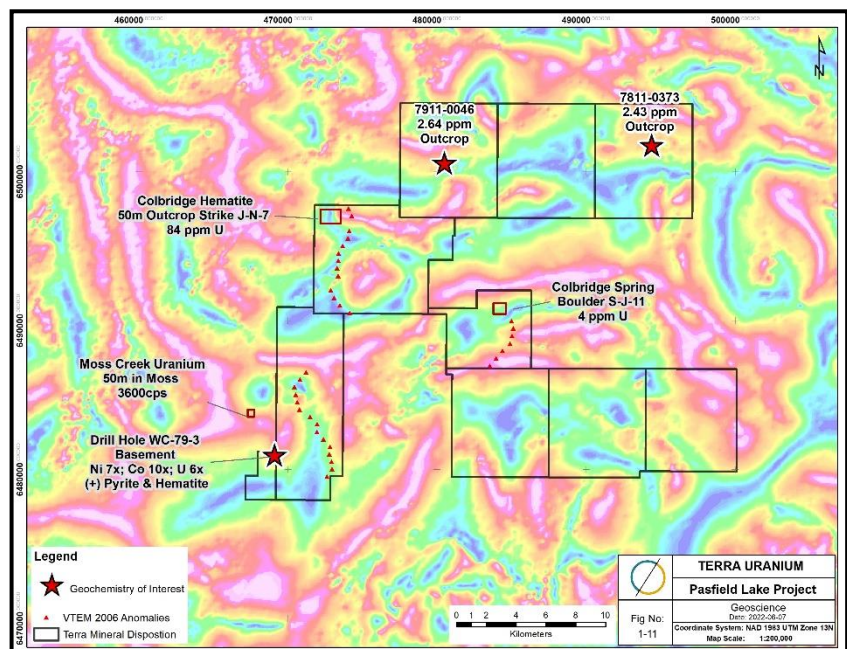 460000
470000
480000
490000
500000
N
7911-0046
2.64 ppm
Outcrop
7811-0373
2.43 ppm
Outcrop
6500000
Colbridge Hematite
50m Outcrop Strike J-N-7
84 ppm U
Colbridge Spring
Boulder S-J-11
4 ppm U
6490000
Moss Creek Uranium
50m in Moss
3600cps
Drill Hole WC-79-3
Basement
Ni 7x; Co 10x; U 6x
(+) Pyrite & Hematite
6480000
6470000
Legend
Geochemistry of Interest
VTEM 2006 Anomalies
Terra Mineral Dispostion
0 1 2 4 6 8 10
Kilometers
TERRA URANIUM
Pasfield Lake Project
Fig No:
1-11
Geoscience
Date: 2022-06-07
Coordinate System: NAD 1983 UTM Zone 13N
Map Scale: 1:200,000